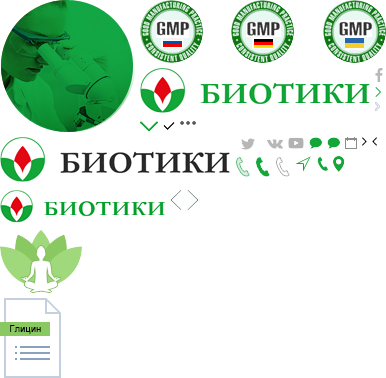 GOOD MANUFACTURING PRACTICE
GMP
CONSISTENT QUALITY
GOOD MANUFACTURING PRACTICE
GMP
CONSISTENT QUALITY
GOOD MANUFACTURING PRACTICE
GMP
CONSISTENT QUALITY
БИОТИКИ
БИОТИКИ
БИОТИКИ
Глицин